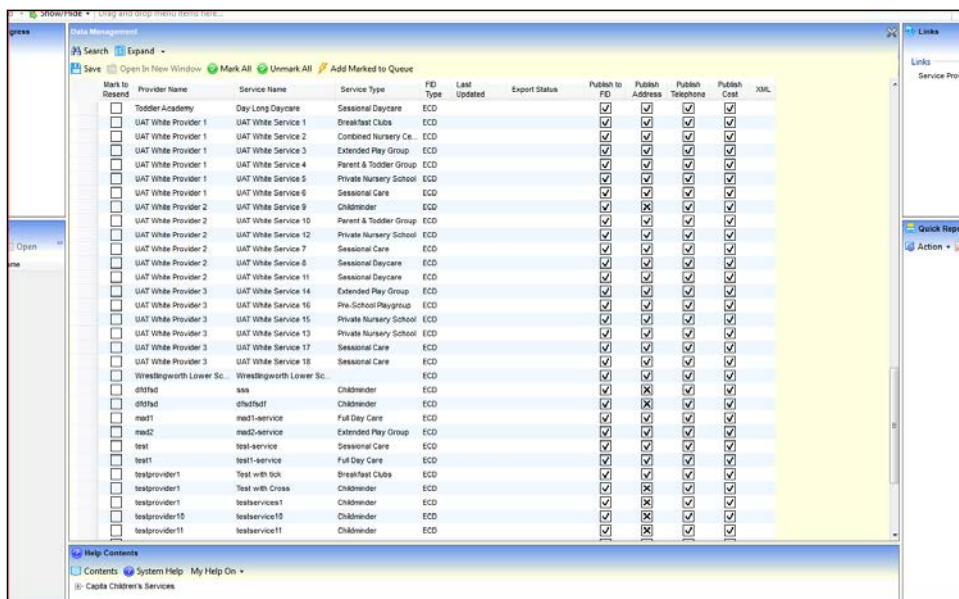 Show/Hide Drag and drop menu items here...
gress
Data Management
Links
Search Expand
Links
Service Pro
Save Open In New Window Mark All Unmark All Add Marked to Queue
Mark to Resend Provider Name Service Name Service Type FID Type Last Updated Export Status Publish to FID Publish Address Publish Telephone Publish Cost XML
Toddler Academy Day Long Daycare Sessional Daycare ECD
UAT White Provider 1 UAT White Service 1 Breakfast Clubs ECD
UAT White Provider 1 UAT White Service 2 Combined Nursery Ce... ECD
UAT White Provider 1 UAT White Service 3 Extended Play Group ECD
UAT White Provider 1 UAT White Service 4 Parent & Toddler Group ECD
UAT White Provider 1 UAT White Service 5 Private Nursery School ECD
UAT White Provider 1 UAT White Service 6 Sessional Care ECD
UAT White Provider 2 UAT White Service 9 Childminder ECD
UAT White Provider 2 UAT White Service 10 Parent & Toddler Group ECD
UAT White Provider 2 UAT White Service 12 Private Nursery School ECD
UAT White Provider 2 UAT White Service 7 Sessional Care ECD
UAT White Provider 2 UAT White Service 8 Sessional Daycare ECD
UAT White Provider 2 UAT White Service 11 Sessional Daycare ECD
UAT White Provider 3 UAT White Service 14 Extended Play Group ECD
UAT White Provider 3 UAT White Service 16 Pre-School Playgroup ECD
UAT White Provider 3 UAT White Service 15 Private Nursery School ECD
UAT White Provider 3 UAT White Service 13 Private Nursery School ECD
UAT White Provider 3 UAT White Service 17 Sessional Care ECD
UAT White Provider 3 UAT White Service 18 Sessional Care ECD
Wrestlingworth Lower Sc... Wrestlingworth Lower Sc... ECD
dfdfsd sss Childminder ECD
dfdfsd dfsdfsdf Childminder ECD
mad1 mad1-service Full Day Care ECD
mad2 mad2-service Extended Play Group ECD
test test-service Sessional Care ECD
test1 test1-service Full Day Care ECD
testprovider1 Test with tick Breakfast Clubs ECD
testprovider1 Test with Cross Childminder ECD
testprovider1 testservices1 Childminder ECD
testprovider10 testservice10 Childminder ECD
testprovider11 testservice11 Childminder ECD
Open
ame
Quick Repo
Action
Help Contents
Contents System Help My Help On
Capita Children's Services